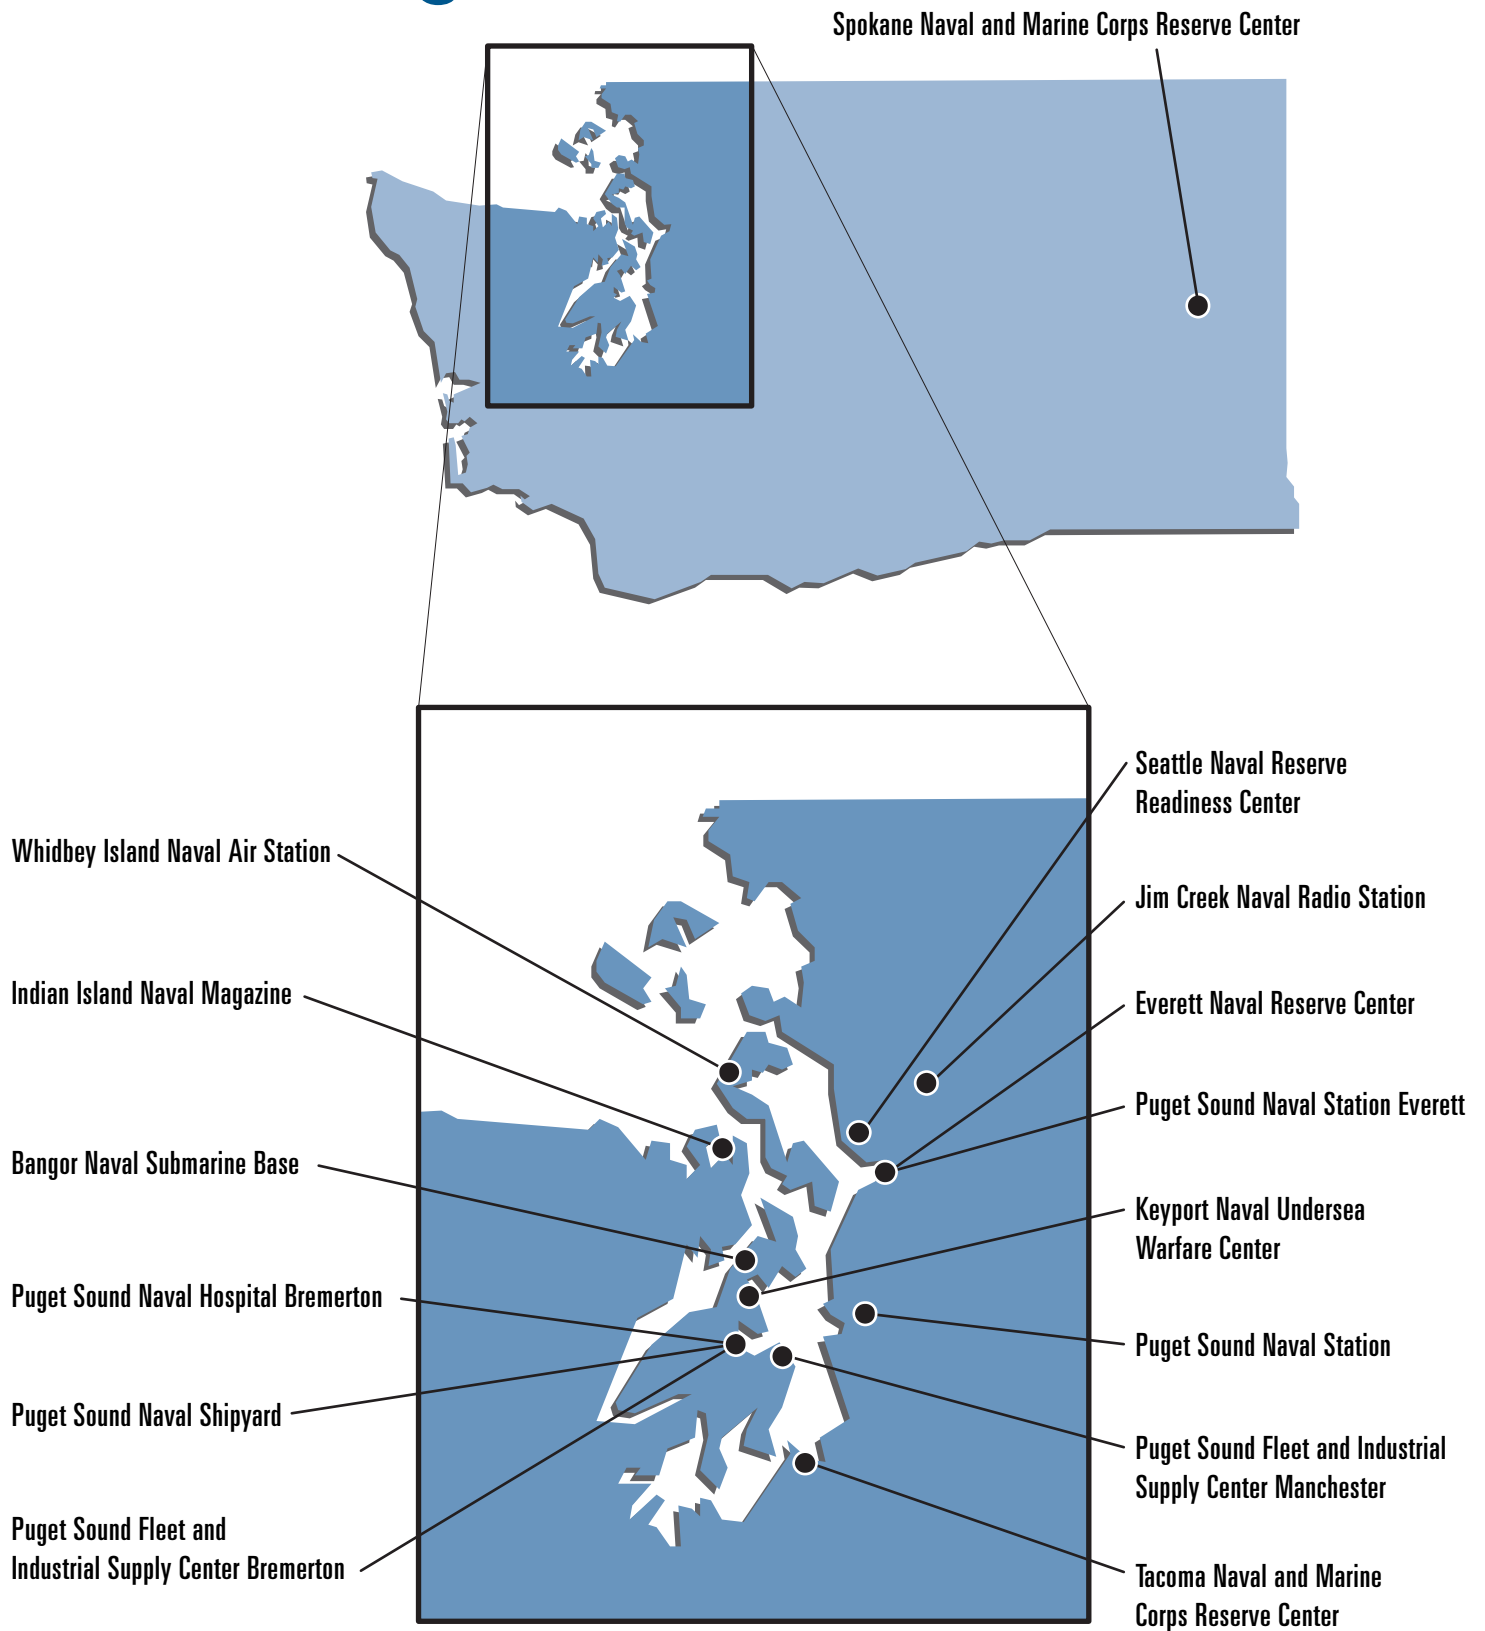 Spokane Naval and Marine Corps Reserve Center
Seattle Naval Reserve
Readiness Center
Whidbey Island Naval Air Station
Jim Creek Naval Radio Station
Indian Island Naval Magazine
Everett Naval Reserve Center
Puget Sound Naval Station Everett
Bangor Naval Submarine Base
Keyport Naval Undersea
Warfare Center
Puget Sound Naval Hospital Bremerton
Puget Sound Naval Station
Puget Sound Naval Shipyard
Puget Sound Fleet and Industrial
Supply Center Manchester
Puget Sound Fleet and
Industrial Supply Center Bremerton
Tacoma Naval and Marine
Corps Reserve Center